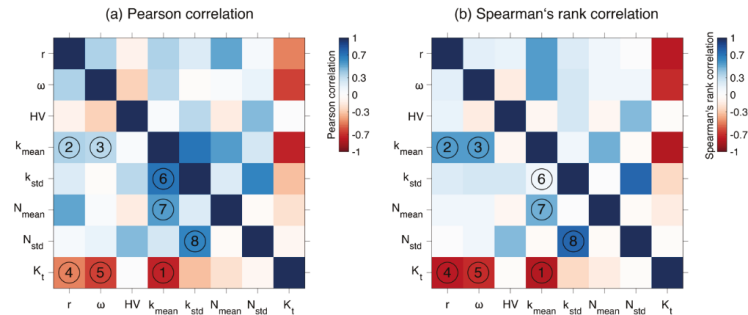 (a) Pearson correlation
(b) Spearman's rank correlation
r
ω
HV
k_mean
k_std
N_mean
N_std
K_t
2
3
6
7
8
4
5
1
r
ω
HV
k_mean
k_std
N_mean
N_std
K_t
1
0.7
0.3
0
-0.3
-0.7
-1
Pearson correlation
r
ω
HV
k_mean
k_std
N_mean
N_std
K_t
2
3
6
7
8
4
5
1
r
ω
HV
k_mean
k_std
N_mean
N_std
K_t
1
0.7
0.3
0
-0.3
-0.7
-1
Spearman's rank correlation